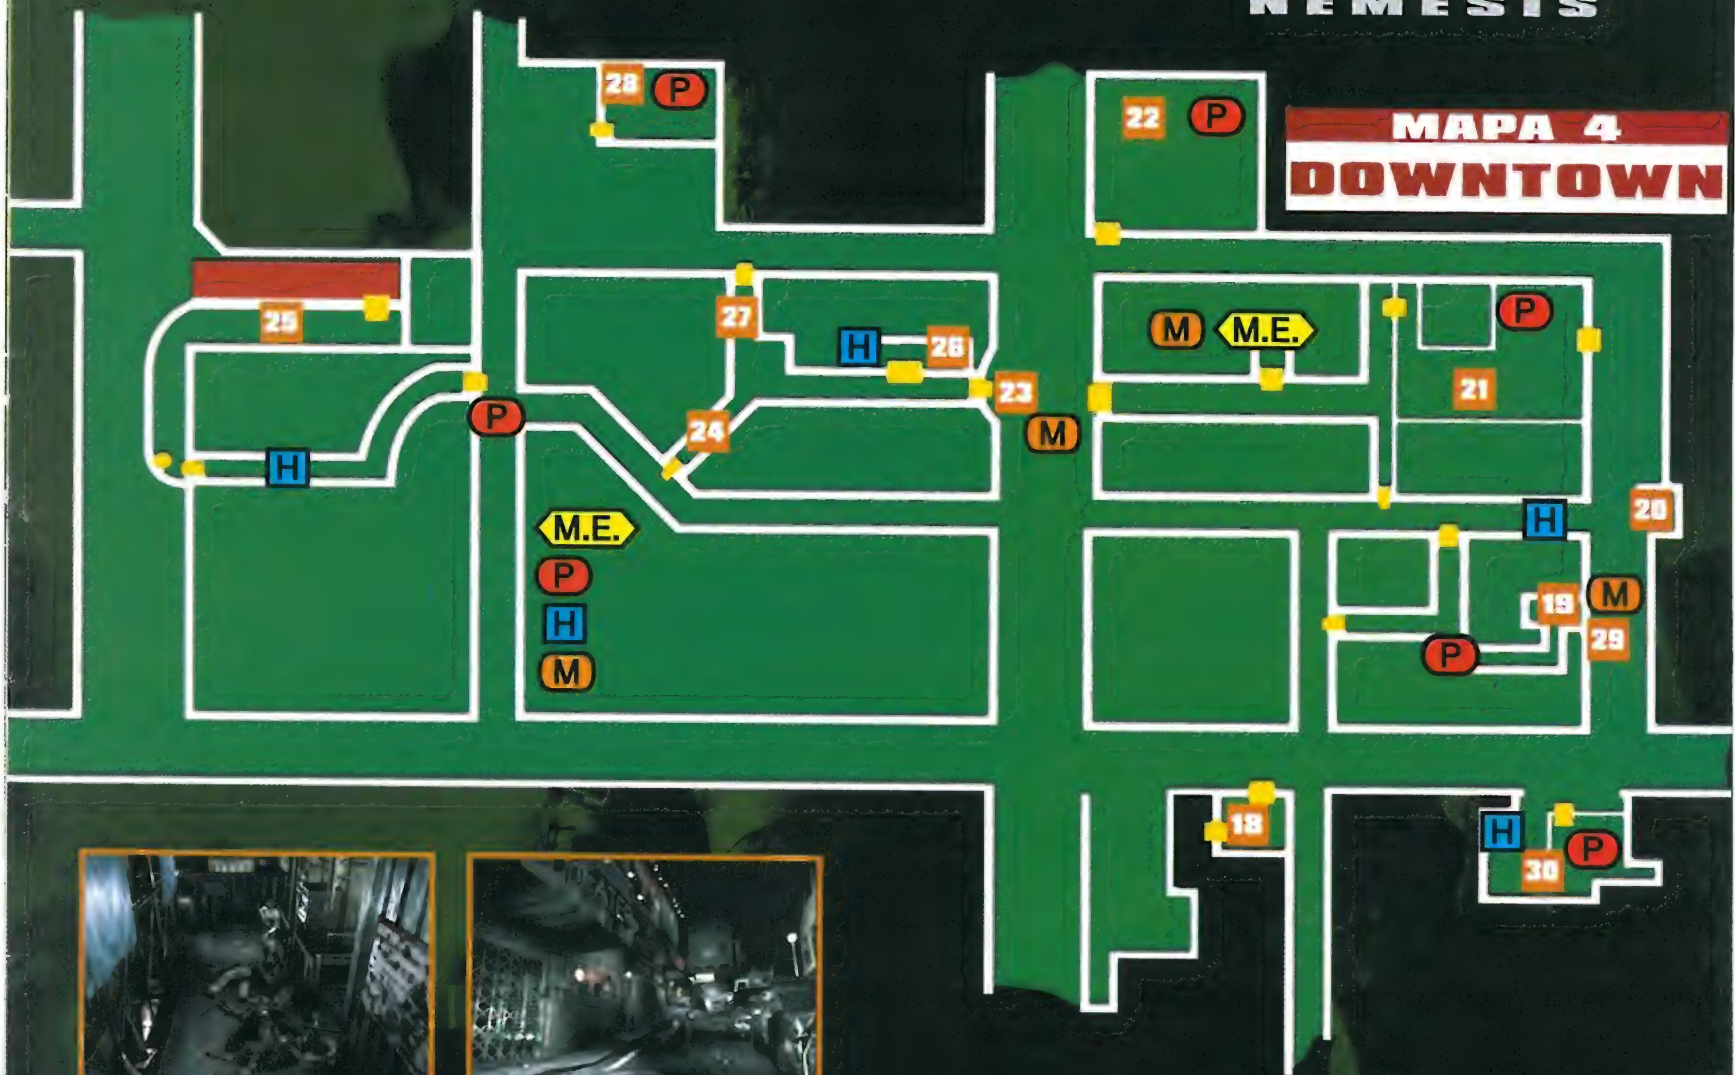 NEMESIS
28 P
22 P
MAPA 4
DOWNTOWN
25
27
H 26
M M.E.
P
21
23
M
P
24
H
M.E.
P
H
M
H
20
19 M
29
P
18
H P
30